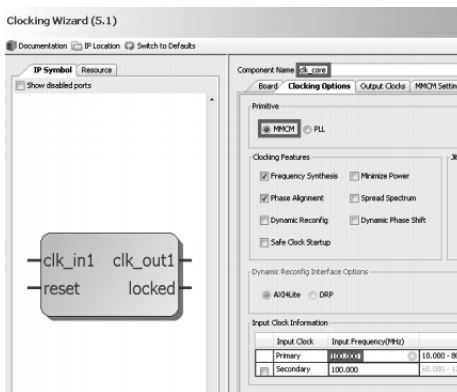 Clocking Wizard (5.1)
Documentation IP Location Switch to Defaults
IP Symbol Resource
Show disabled ports
clk_in1 clk_out1
reset locked
Component Name clk_core
Board Clocking Options Output Clocks MMCM Settin
Primitive
MMCM PLL
Clocking Features
Frequency Synthesis Minimize Power
Phase Alignment Spread Spectrum
Dynamic Reconfig Dynamic Phase Shift
Safe Clock Startup
Dynamic Reconfig Interface Options
AXI4Lite DRP
Input Clock Information
Input Clock Input Frequency(MHz)
Primary 10.000 - 80
Secondary 100.000 60.000 - 12